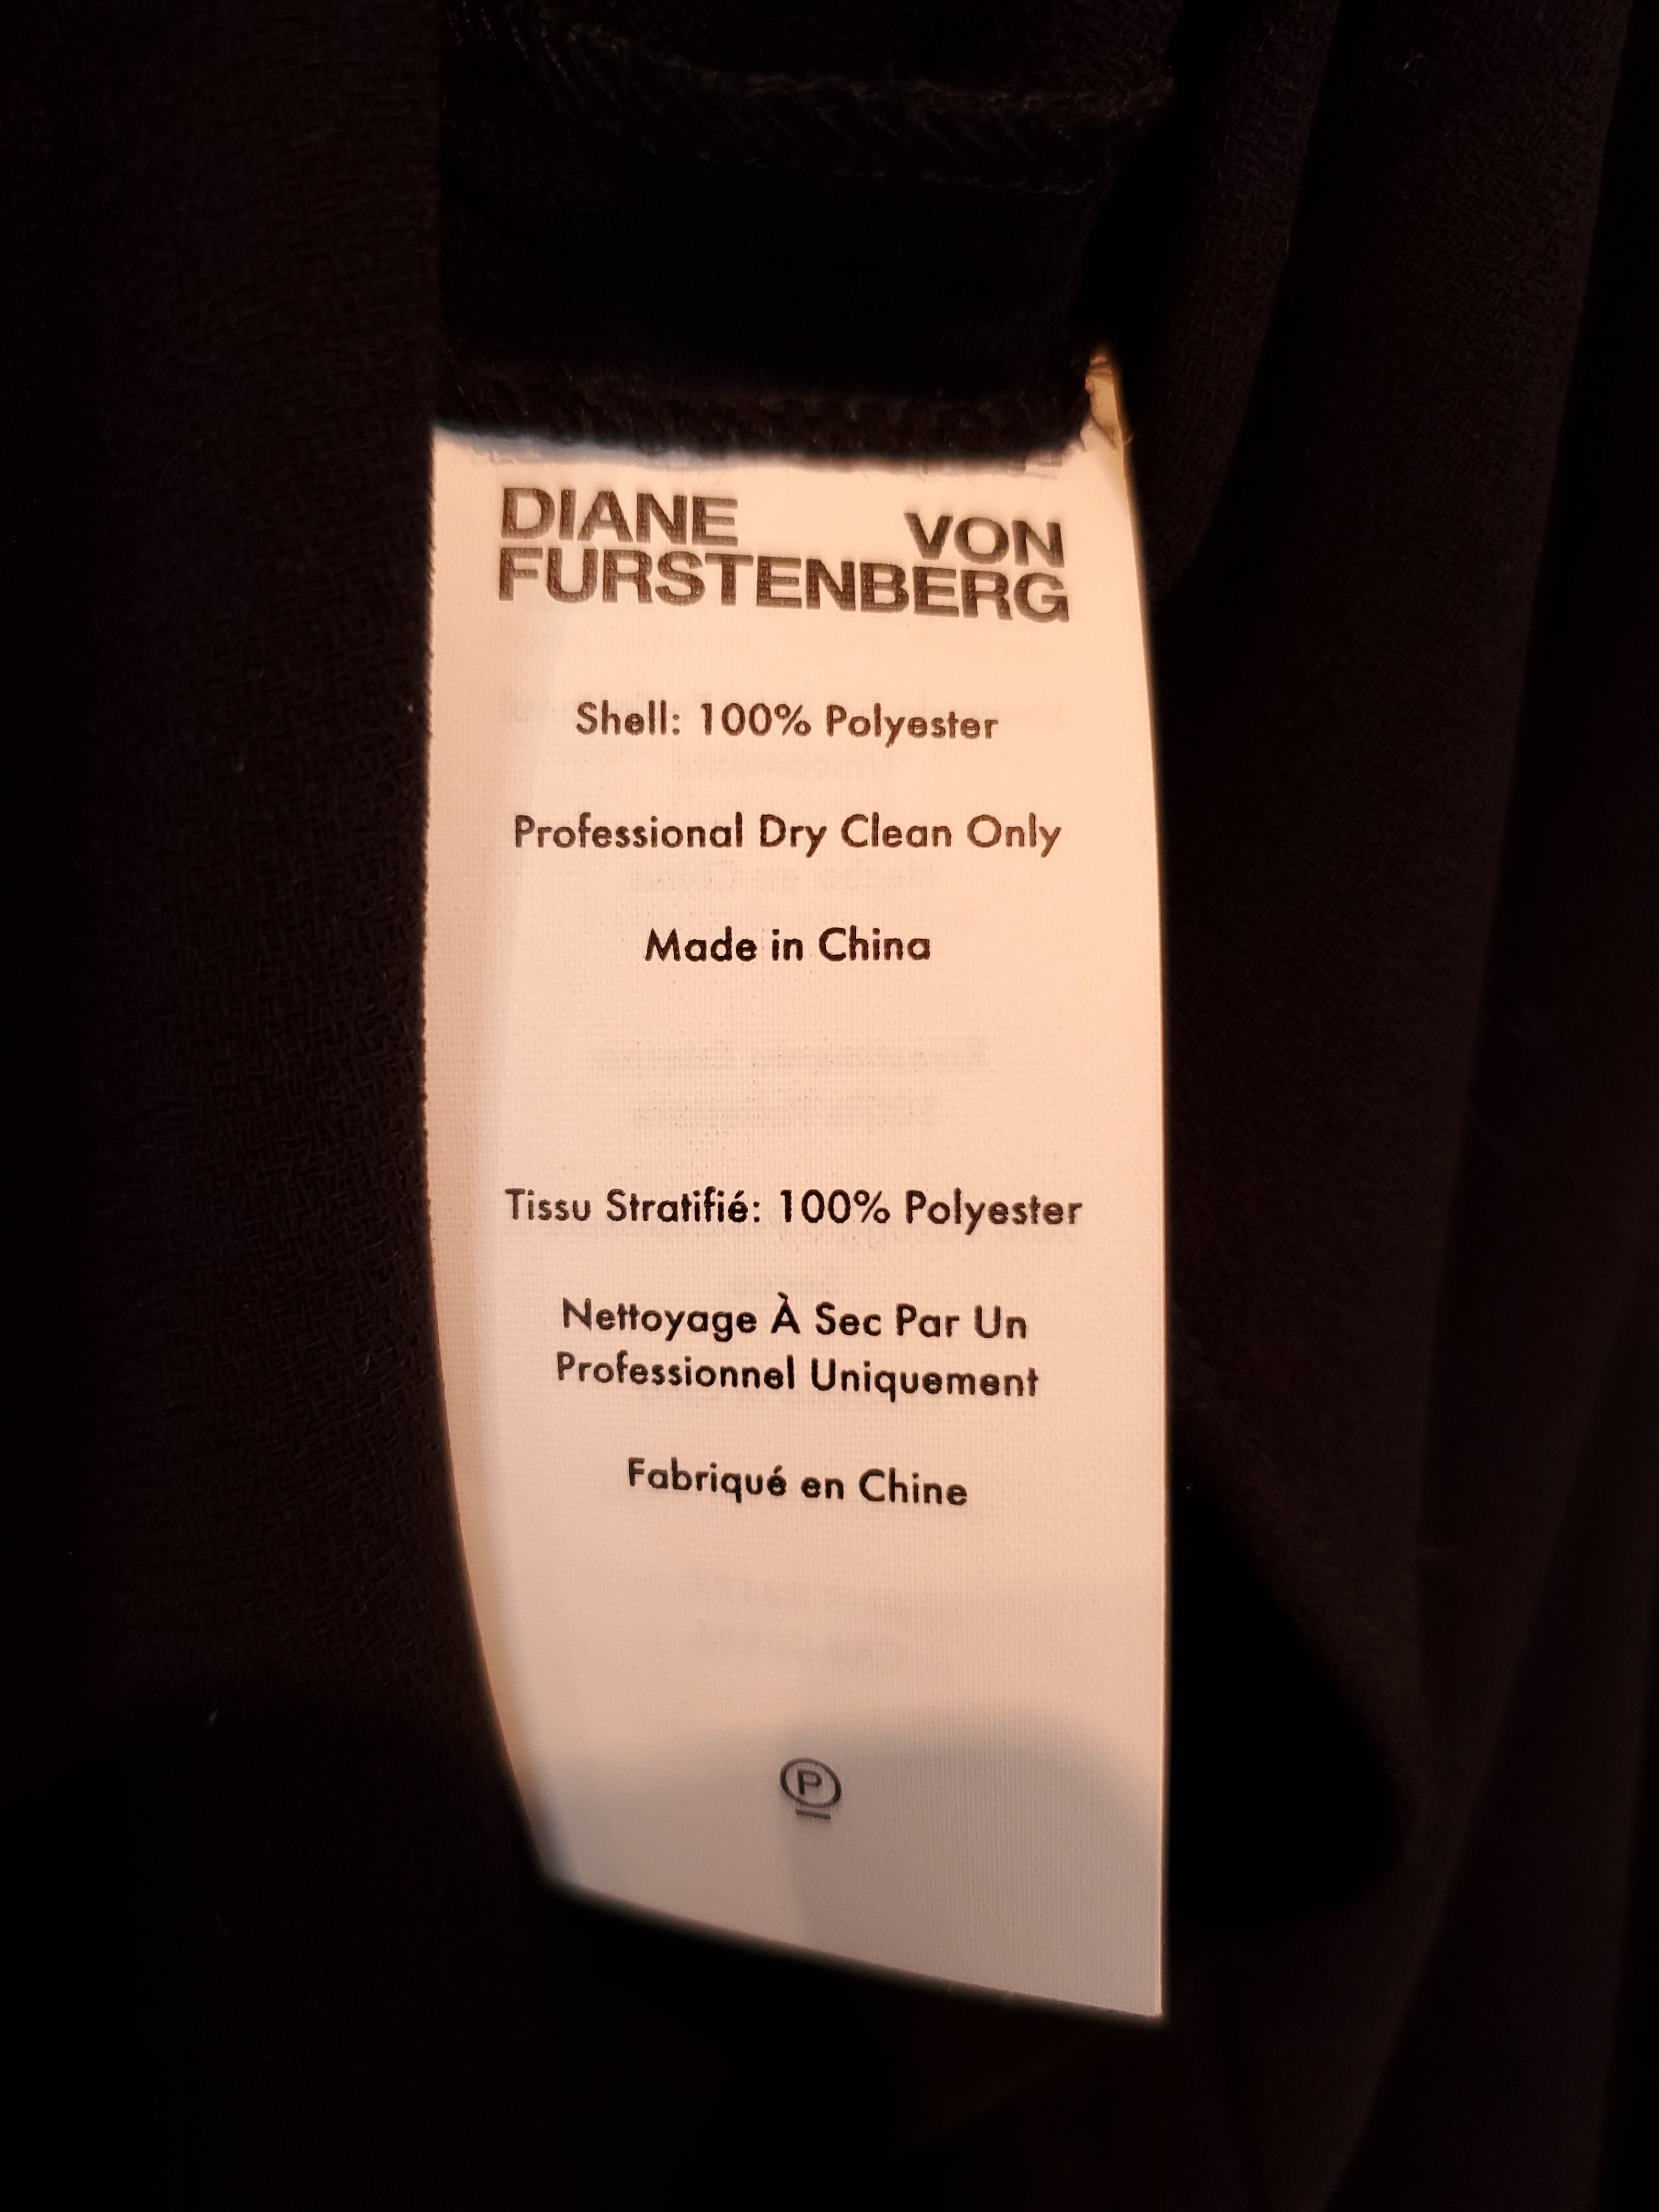 DIANE VON
FURSTENBERG
Shell: 100% Polyester
Professional Dry Clean Only
Made in China
Tissu Stratifié: 100% Polyester
Nettoyage À Sec Par Un
Professionnel Uniquement
Fabriqué en Chine
P